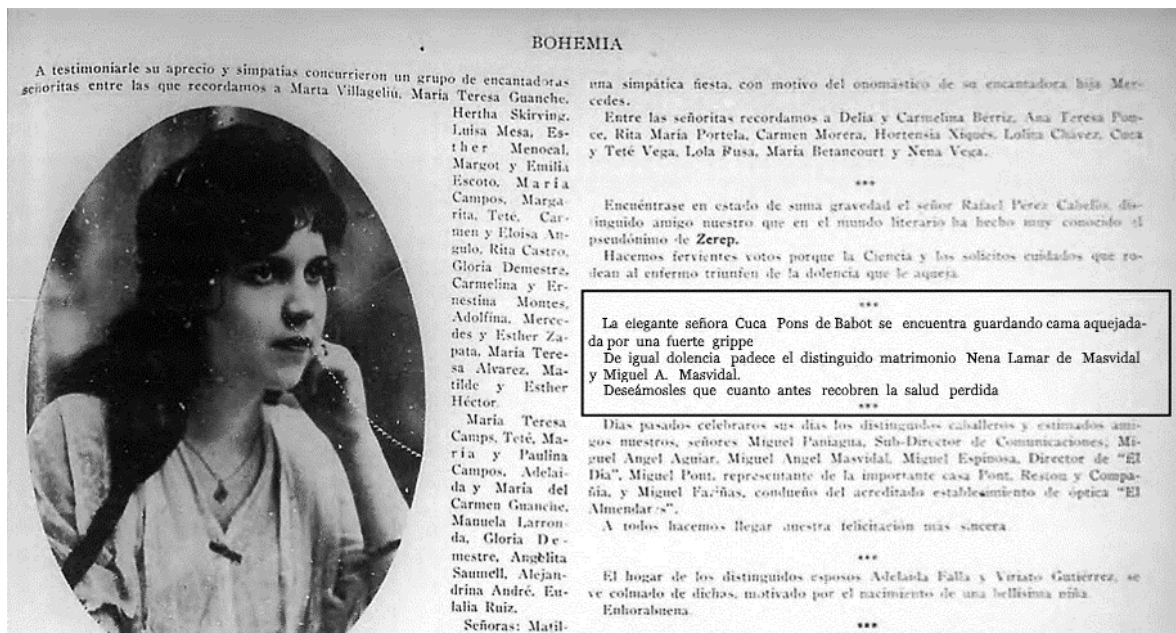 BOHEMIA
A testimoniarle su aprecio y simpatías concurrieron un grupo de encantadoras
señoritas entre las que recordamos a Marta Villageliú, María Teresa Guanche,
Hertha Skirving,
Luisa Mesa, Es-
ther Menocal,
Margot y Emilia
Escoto, María
Campos, Marga-
rita, Teté, Car-
men y Eloisa An-
gulo, Rita Castro,
Gloria Demestre,
Carmelina y Er-
nestina Montes,
Adolfina, Merce-
des y Esther Za-
pata, María Tere-
sa Alvarez, Ma-
tilde y Esther
Héctor.
María Teresa
Camps, Teté, Ma-
ría y Paulina
Campos, Adelai-
da y María del
Carmen Guanche,
Manuela Larron-
da, Gloria De-
mestre, Angèlita
Saumell, Alejan-
drina André, Eu-
lalia Ruiz.
Señoras: Matil-
una simpática fiesta, con motivo del onomástico de su encantadora hija Mer-
cedes.
Entre las señoritas recordamos a Delia y Carmelina Berriz, Ana Teresa Pon-
ce, Rita María Portela, Carmen Morera, Hortensia Xiqués, Lolita Chávez, Cuca
y Teté Vega, Lola Rusa, María Betancourt y Nena Vega.
***
Encuéntrase en estado de suma gravedad el señor Rafael Pérez Cabello, dis-
tinguido amigo nuestro que en el mundo literario ha hecho muy conocido el
pseudónimo de Zerep.
Hacemos fervientes votos porque la Ciencia y los solícitos cuidados que ro-
dean al enfermo triunfen de la dolencia que le aqueja.
***
La elegante señora Cuca Pons de Babot se encuentra guardando cama aquejada-
da por una fuerte grippe
De igual dolencia padece el distinguido matrimonio Nena Lamar de Masvidal
y Miguel A. Masvidal.
Deseámosles que cuanto antes recobren la salud perdida
***
Días pasados celebraros sus días los distinguidos caballeros y estimados ami-
gos nuestros, señores Miguel Paniagua, Sub-Director de Comunicaciones; Mi-
guel Angel Aguiar, Miguel Angel Masvidal, Miguel Espinosa, Director de "El
Día", Miguel Pont, representante de la importante casa Pont, Restoy y Compa-
ñía, y Miguel Fariñas, condueño del acreditado establesimiento de óptica "El
Almendares".
A todos hacemos llegar nuestra felicitación más sincera.
***
El hogar de los distinguidos esposos Adelaida Falla y Viriato Gutiérrez, se
ve colmado de dichas, motivado por el nacimiento de una bellísima niña.
Enhorabuena.
***